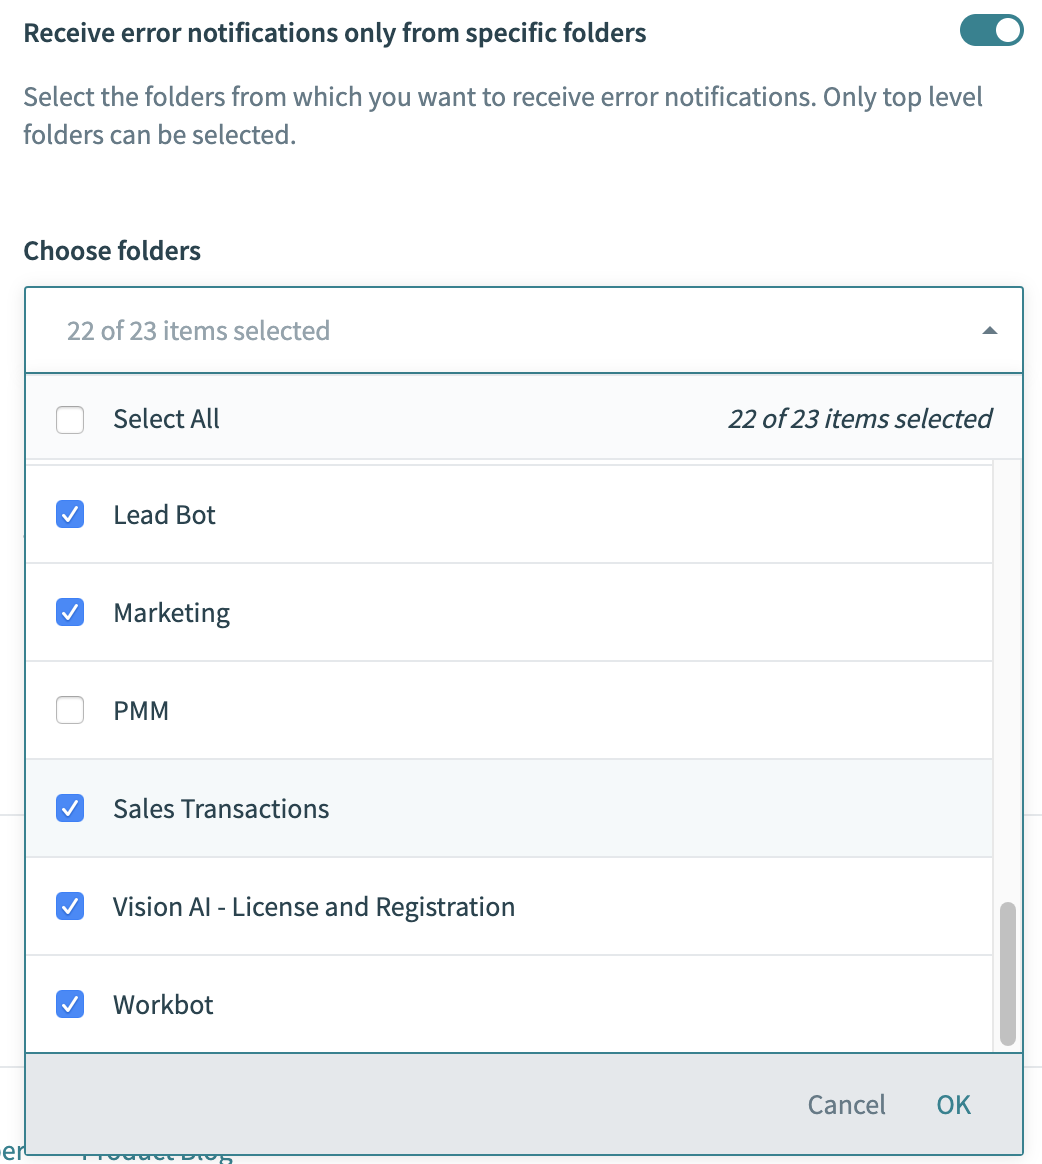 Receive error notifications only from specific folders
Select the folders from which you want to receive error notifications. Only top level
folders can be selected.
Choose folders
22 of 23 items selected
Select All
22 of 23 items selected
Lead Bot
Marketing
PMM
Sales Transactions
Vision AI - License and Registration
Workbot
Cancel
OK
Product Blog